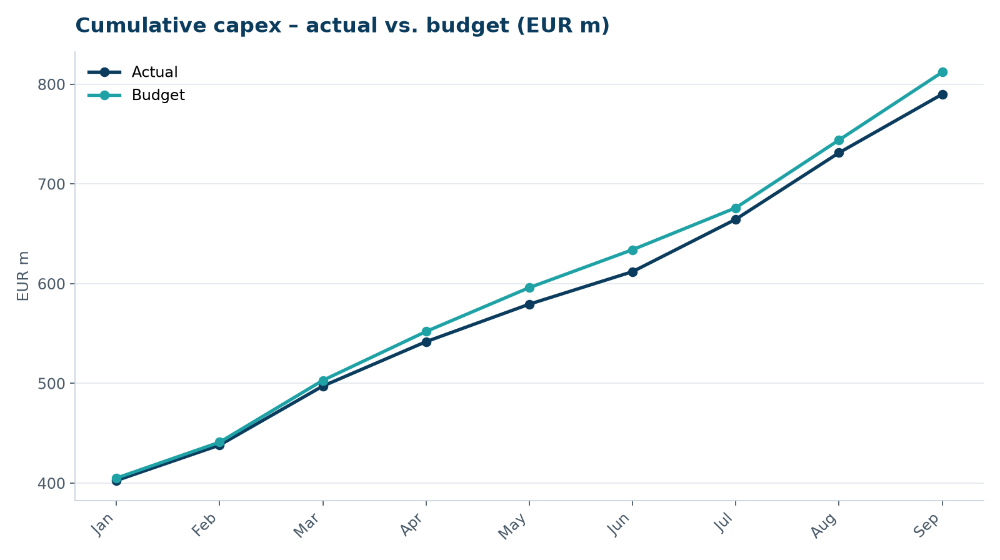 Cumulative capex – actual vs. budget (EUR m)
Actual
Budget
EUR m
800
700
600
500
400
Jan
Feb
Mar
Apr
May
Jun
Jul
Aug
Sep